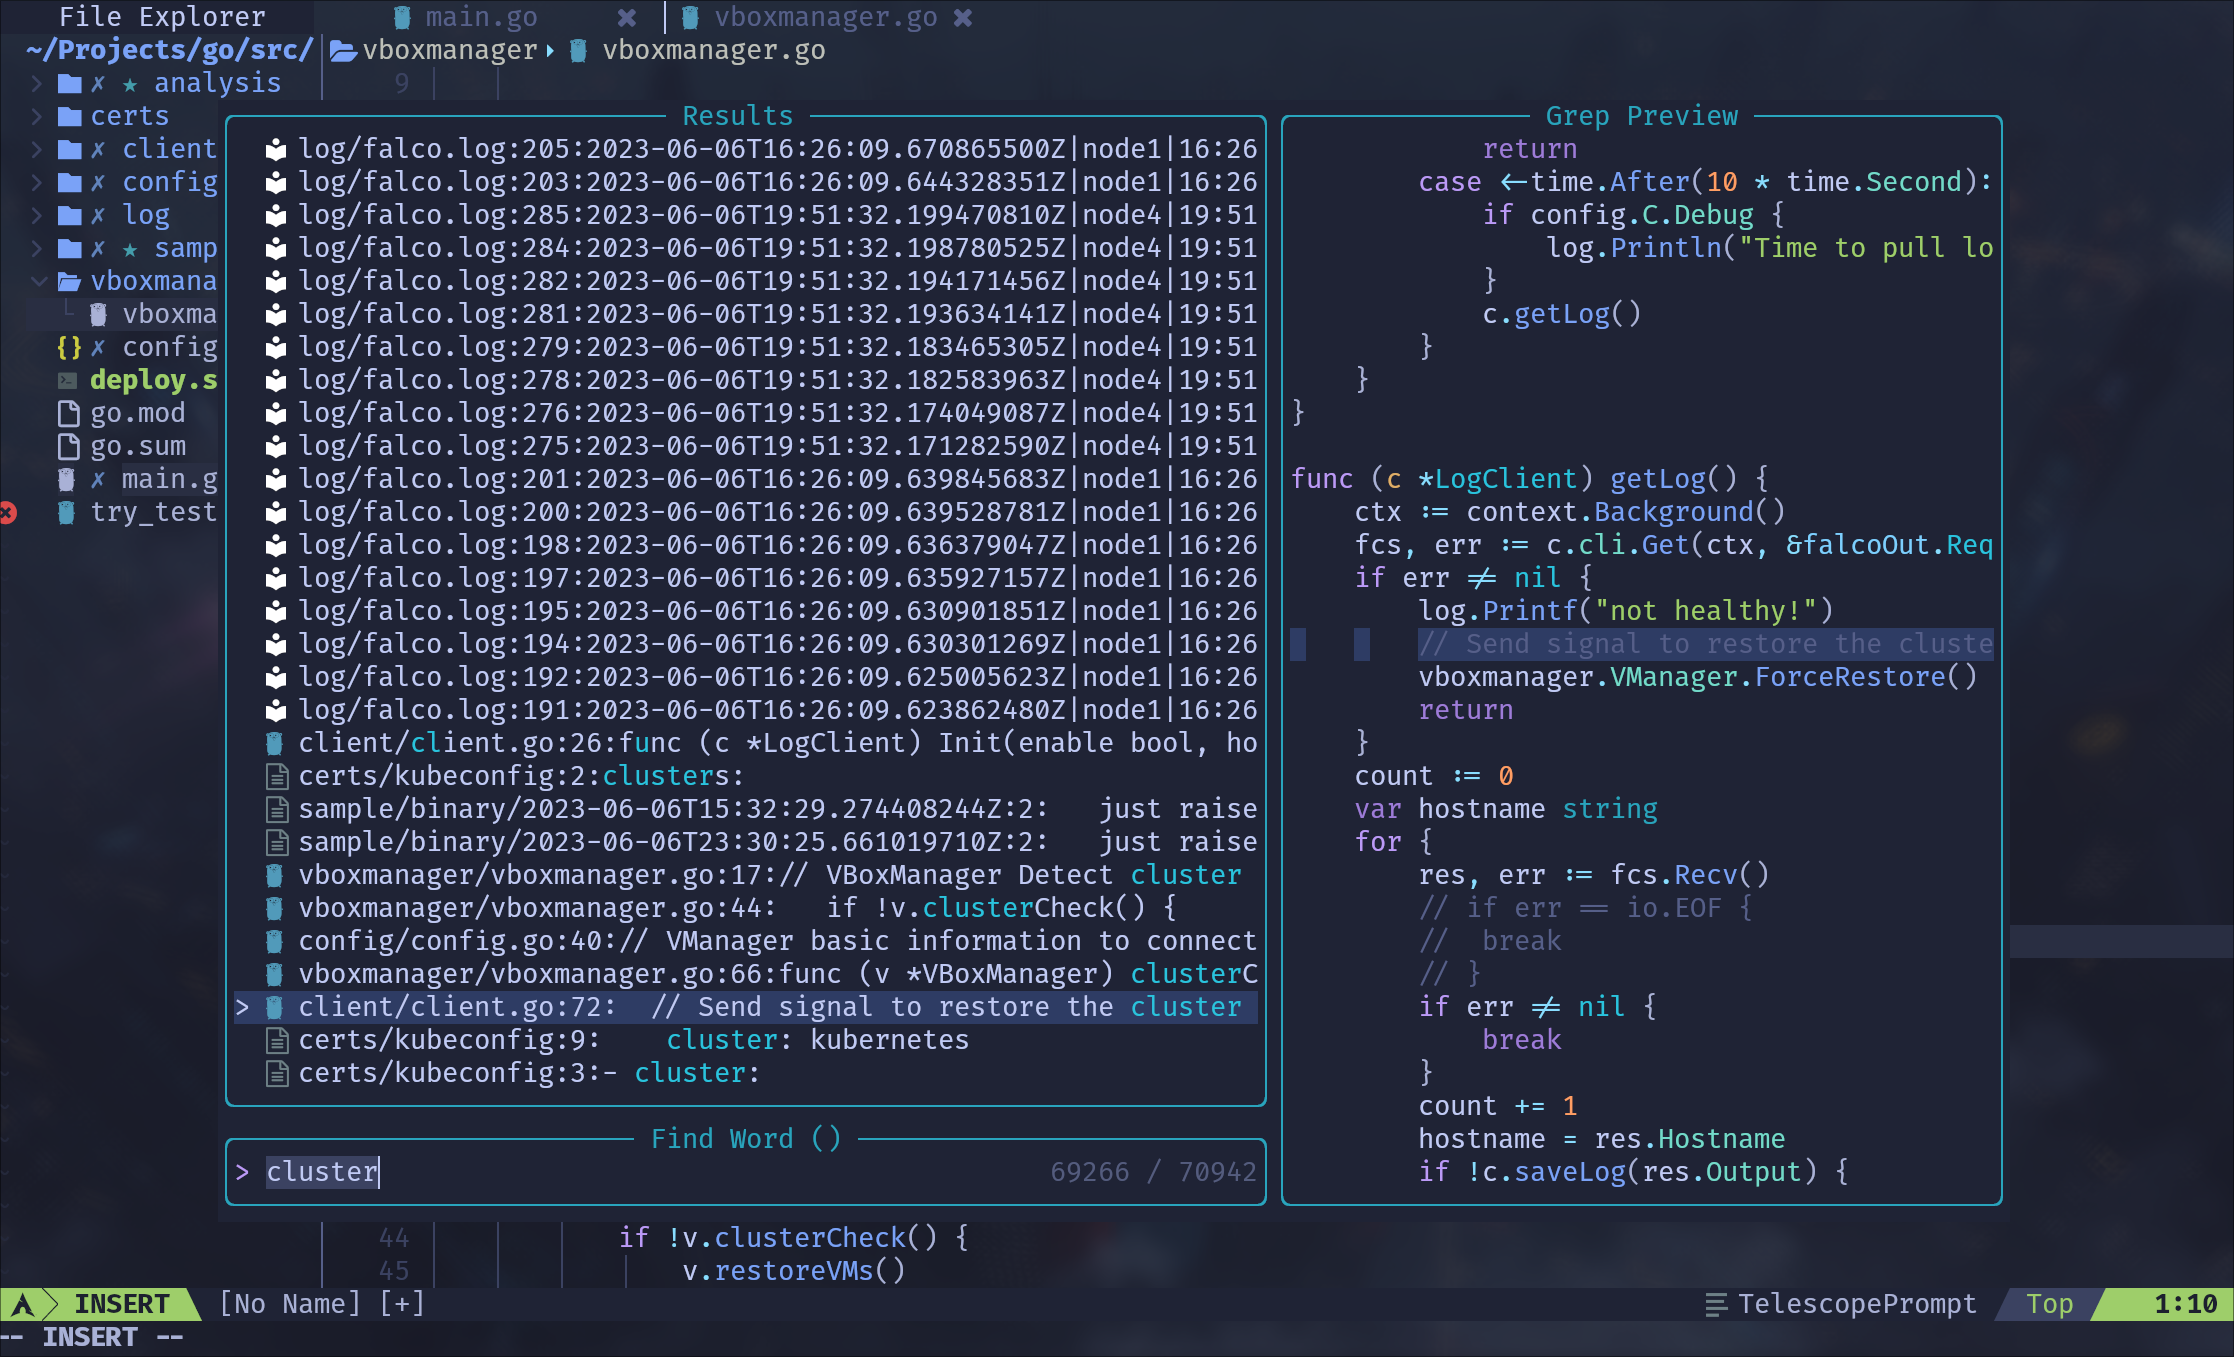 File Explorer
main.go
vboxmanager.go
~/Projects/go/src/
vboxmanager
vboxmanager.go
analysis
9
certs
client
config
log
samp
vboxmana
vboxma
config
deploy.s
go.mod
go.sum
main.g
try_test
Results
log/falco.log:205:2023-06-06T16:26:09.670865500Z|node1|16:26
log/falco.log:203:2023-06-06T16:26:09.644328351Z|node1|16:26
log/falco.log:285:2023-06-06T19:51:32.199470810Z|node4|19:51
log/falco.log:284:2023-06-06T19:51:32.198780525Z|node4|19:51
log/falco.log:282:2023-06-06T19:51:32.194171456Z|node4|19:51
log/falco.log:281:2023-06-06T19:51:32.193634141Z|node4|19:51
log/falco.log:279:2023-06-06T19:51:32.183465305Z|node4|19:51
log/falco.log:278:2023-06-06T19:51:32.182583963Z|node4|19:51
log/falco.log:276:2023-06-06T19:51:32.174049087Z|node4|19:51
log/falco.log:275:2023-06-06T19:51:32.171282590Z|node4|19:51
log/falco.log:201:2023-06-06T16:26:09.639845683Z|node1|16:26
log/falco.log:200:2023-06-06T16:26:09.639528781Z|node1|16:26
log/falco.log:198:2023-06-06T16:26:09.636379047Z|node1|16:26
log/falco.log:197:2023-06-06T16:26:09.635927157Z|node1|16:26
log/falco.log:195:2023-06-06T16:26:09.630901851Z|node1|16:26
log/falco.log:194:2023-06-06T16:26:09.630301269Z|node1|16:26
log/falco.log:192:2023-06-06T16:26:09.625005623Z|node1|16:26
log/falco.log:191:2023-06-06T16:26:09.623862480Z|node1|16:26
client/client.go:26:func (c *LogClient) Init(enable bool, ho
certs/kubeconfig:2:clusters:
sample/binary/2023-06-06T15:32:29.274408244Z:2:   just raise
sample/binary/2023-06-06T23:30:25.661019710Z:2:   just raise
vboxmanager/vboxmanager.go:17:// VBoxManager Detect cluster
vboxmanager/vboxmanager.go:44:   if !v.clusterCheck() {
config/config.go:40:// VManager basic information to connect
vboxmanager/vboxmanager.go:66:func (v *VBoxManager) clusterC
> client/client.go:72:  // Send signal to restore the cluster
certs/kubeconfig:9:    cluster: kubernetes
certs/kubeconfig:3:- cluster:
Find Word ()
> cluster
69266 / 70942
Grep Preview
return
case <-time.After(10 * time.Second):
if config.C.Debug {
log.Println("Time to pull lo
}
c.getLog()
}
}
}
func (c *LogClient) getLog() {
ctx := context.Background()
fcs, err := c.cli.Get(ctx, &falcoOut.Req
if err != nil {
log.Printf("not healthy!")
// Send signal to restore the cluste
vboxmanager.VManager.ForceRestore()
return
}
count := 0
var hostname string
for {
res, err := fcs.Recv()
// if err == io.EOF {
//  break
// }
if err != nil {
break
}
count += 1
hostname = res.Hostname
if !c.saveLog(res.Output) {
44 if !v.clusterCheck() {
45 v.restoreVMs()
INSERT [No Name] [+]
TelescopePrompt Top 1:10
-- INSERT --